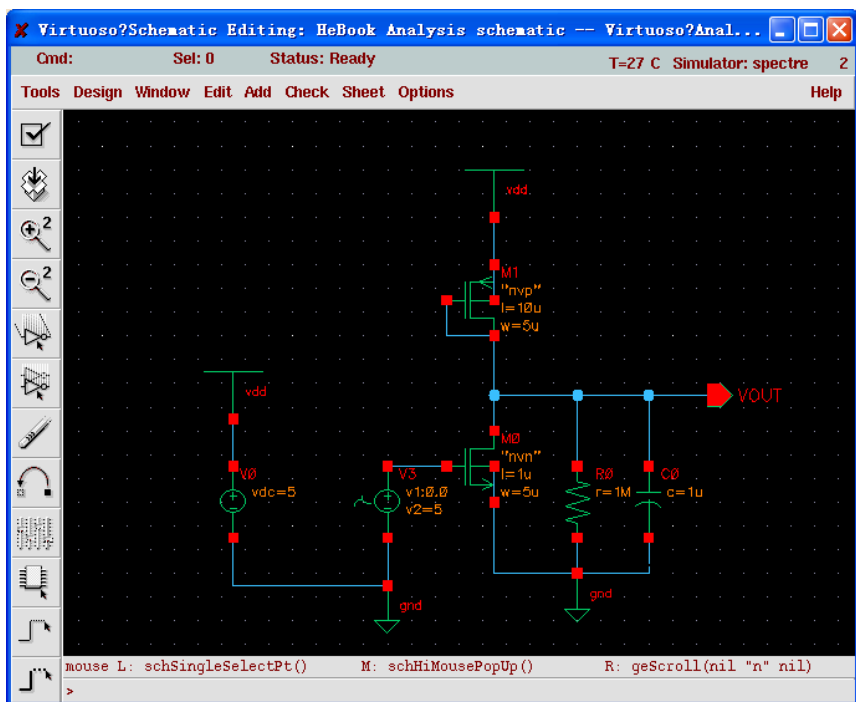 Virtuoso?Schematic Editing: HeBook Analysis schematic -- Virtuoso?Anal...
Cmd: Sel: 0 Status: Ready T=27 C Simulator: spectre 2
Tools Design Window Edit Add Check Sheet Options Help
2
2
vdd
M1
"nvp"
l=10u
w=5u
vdd
VOUT
M0
"nvn"
l=1u
w=5u
V0
vdc=5
V3
v1:0.0
v2=5
R0
r=1M
C0
c=1u
gnd
gnd
mouse L: schSingleSelectPt() M: schHiMousePopUp() R: geScroll(nil "n" nil)
>